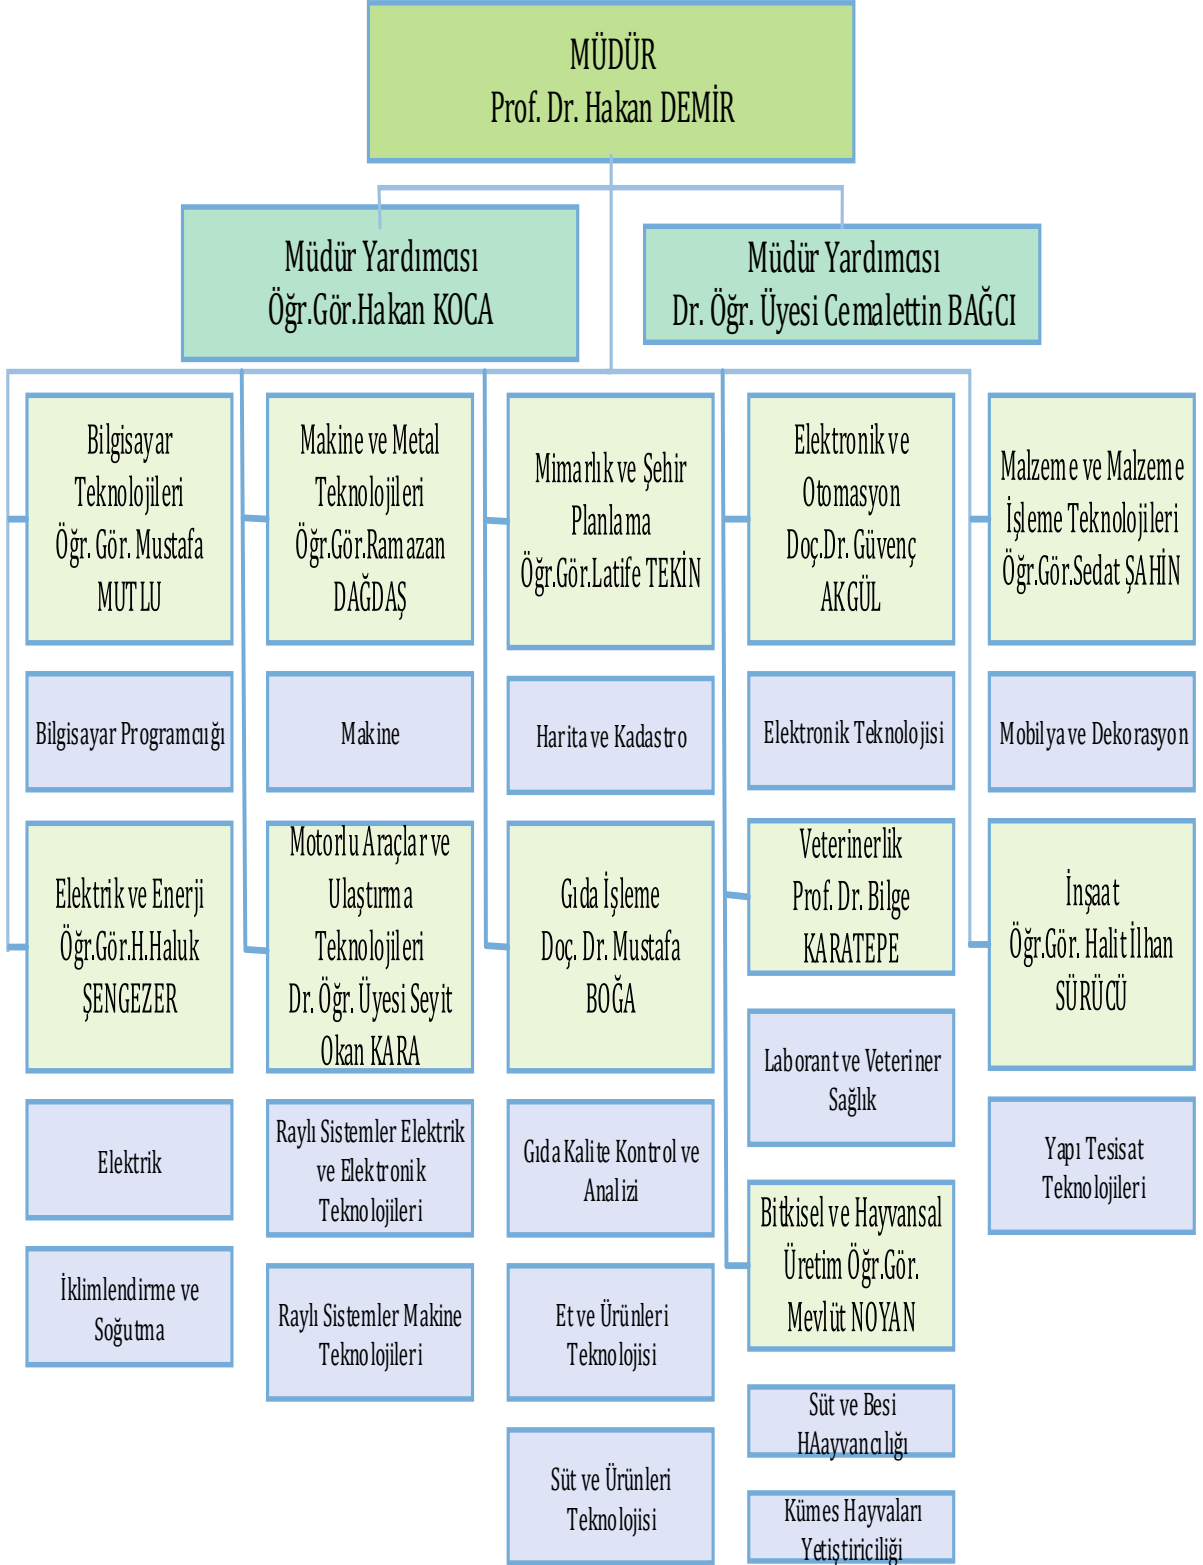 MÜDÜR
Prof. Dr. Hakan DEMİR
Müdür Yardımcısı
Öğr.Gör.Hakan KOCA
Müdür Yardımcısı
Dr. Öğr. Üyesi Cemalettin BAĞCI
Bilgisayar
Teknolojileri
Öğr. Gör. Mustafa
MUTLU
Makine ve Metal
Teknolojileri
Öğr.Gör.Ramazan
DAĞDAŞ
Mimarlık ve Şehir
Planlama
Öğr.Gör.Latife TEKİN
Elektronik ve
Otomasyon
Doç.Dr. Güvenç
AKGÜL
Malzeme ve Malzeme
İşleme Teknolojileri
Öğr.Gör.Sedat ŞAHİN
Bilgisayar Programcıığı
Makine
Harita ve Kadastro
Elektronik Teknolojisi
Mobilya ve Dekorasyon
Elektrik ve Enerji
Öğr.Gör.H.Haluk
ŞENGEZER
Motorlu Araçlar ve
Ulaştırma
Teknolojileri
Dr. Öğr. Üyesi Seyit
Okan KARA
Gıda İşleme
Doç. Dr. Mustafa
BOĞA
Veterinerlik
Prof. Dr. Bilge
KARATEPE
İnşaat
Öğr.Gör. Halit İlhan
SÜRÜCÜ
Elektrik
Raylı Sistemler Elektrik
ve Elektronik
Teknolojileri
Gıda Kalite Kontrol ve
Analizi
Laborant ve Veteriner
Sağlık
Yapı Tesisat
Teknolojileri
İklimlendirme ve
Soğutma
Raylı Sistemler Makine
Teknolojileri
Et ve Ürünleri
Teknolojisi
Bitkisel ve Hayvansal
Üretim Öğr.Gör.
Mevlüt NOYAN
Süt ve Ürünleri
Teknolojisi
Süt ve Besi
HAayvancılığı
Kümes Hayvaları
Yetiştiriciliği